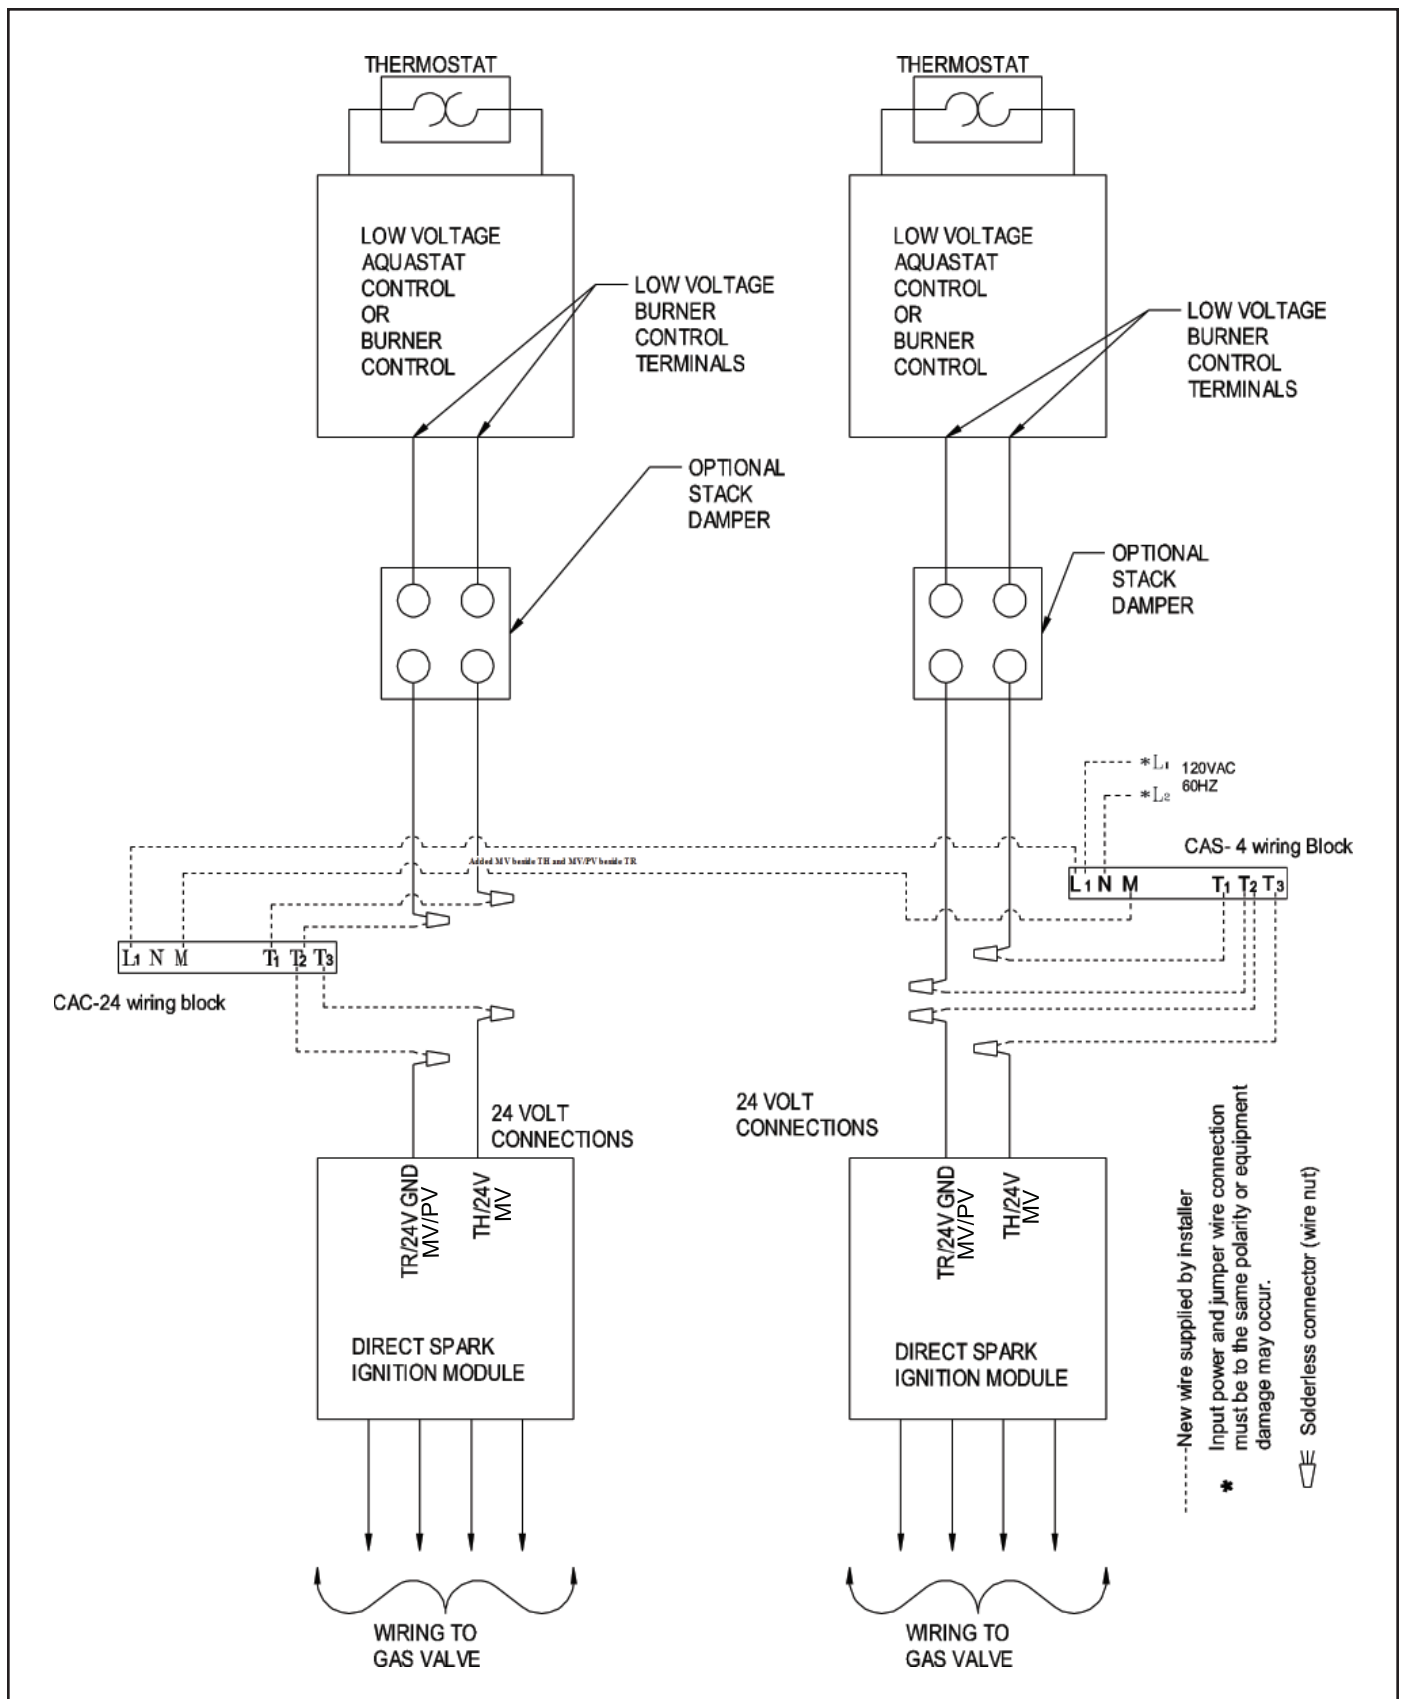 THERMOSTAT
THERMOSTAT
LOW VOLTAGE
AQUASTAT
CONTROL
OR
BURNER
CONTROL
LOW VOLTAGE
BURNER
CONTROL
TERMINALS
LOW VOLTAGE
AQUASTAT
CONTROL
OR
BURNER
CONTROL
LOW VOLTAGE
BURNER
CONTROL
TERMINALS
OPTIONAL
STACK
DAMPER
OPTIONAL
STACK
DAMPER
*L1
120VAC
60HZ
*L2
CAS- 4 wiring Block
Added MV beside TH and MV/PV beside TR
L1 N M T1 T2 T3
L1 N M T1 T2 T3
CAC-24 wiring block
24 VOLT
CONNECTIONS
24 VOLT
CONNECTIONS
TR/24V GND
MV/PV
TH/24V
MV
TR/24V GND
MV/PV
TH/24V
MV
DIRECT SPARK
IGNITION MODULE
DIRECT SPARK
IGNITION MODULE
New wire supplied by installer
* Input power and jumper wire connection
must be to the same polarity or equipment
damage may occur.
Solderless connector (wire nut)
WIRING TO
GAS VALVE
WIRING TO
GAS VALVE